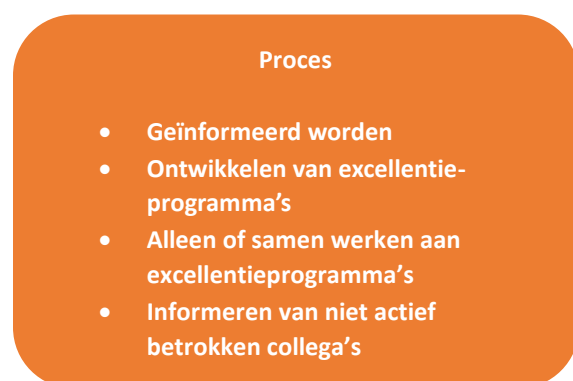 Proces
• Geïnformeerd worden
• Ontwikkelen van excellentie-
programma’s
• Alleen of samen werken aan
excellentieprogramma’s
• Informeren van niet actief
betrokken collega’s